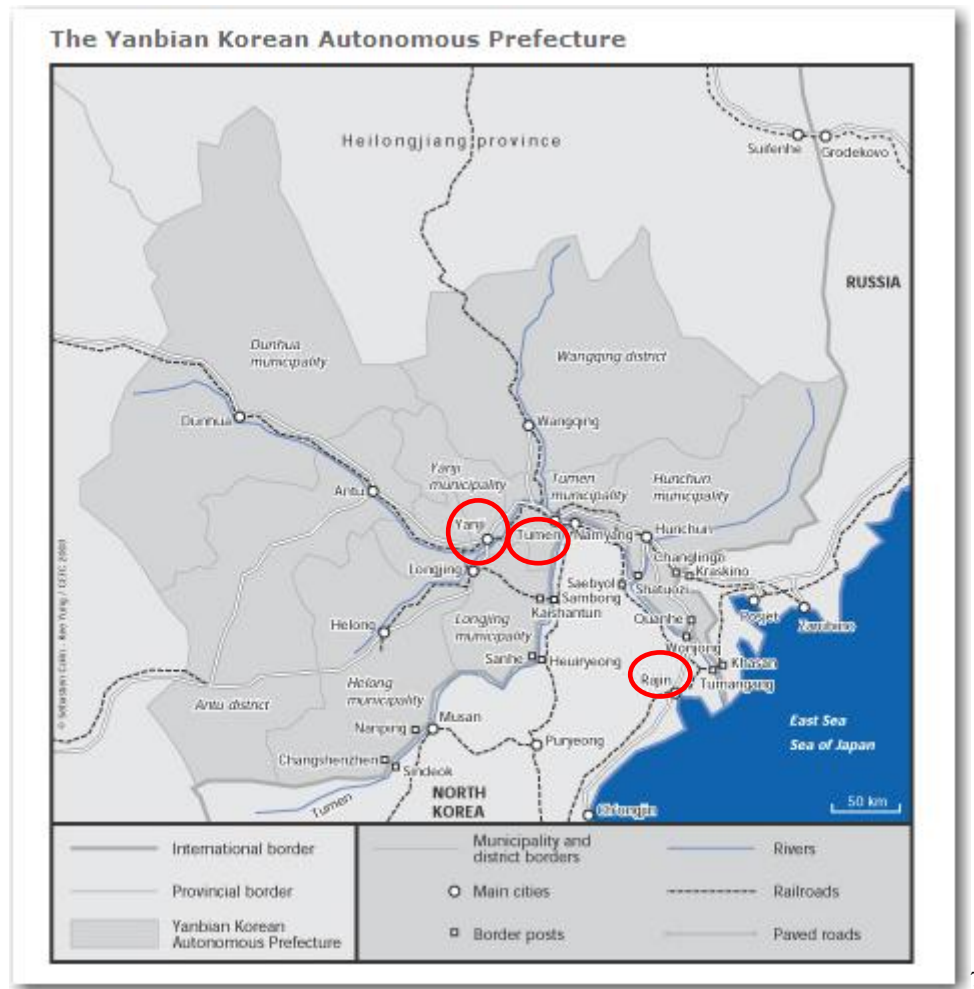 The Yanbian Korean Autonomous Prefecture
Heilongjiang province
Suifenhe
Grodekovo
RUSSIA
Dunhua
municipality
Wangqing district
Dunhua
Wangqing
Yanji
municipality
Tumen
municipality
Hunchun
municipality
Antu
Yanji
Tumen
Namyang
Hunchun
Changlingo
Kraskino
Longjing
Saebyol
Shatuozi
Sambong
Kaishantun
Posjet
Zarubino
Helong
Longjing
municipality
Quanhe
Wonjong
Sanhe
Heuiryeong
Khasan
Rajin
Tumangang
Helong
municipality
Antu district
Nanping
Musan
East Sea
Sea of Japan
Puryeong
Changshenzhen
Sindeok
NORTH
KOREA
Tumen
50 km
Ch'ongjin
International border
Provincial border
Yanbian Korean
Autonomous Prefecture
Municipality and
district borders
Main cities
Border posts
Rivers
Railroads
Paved roads